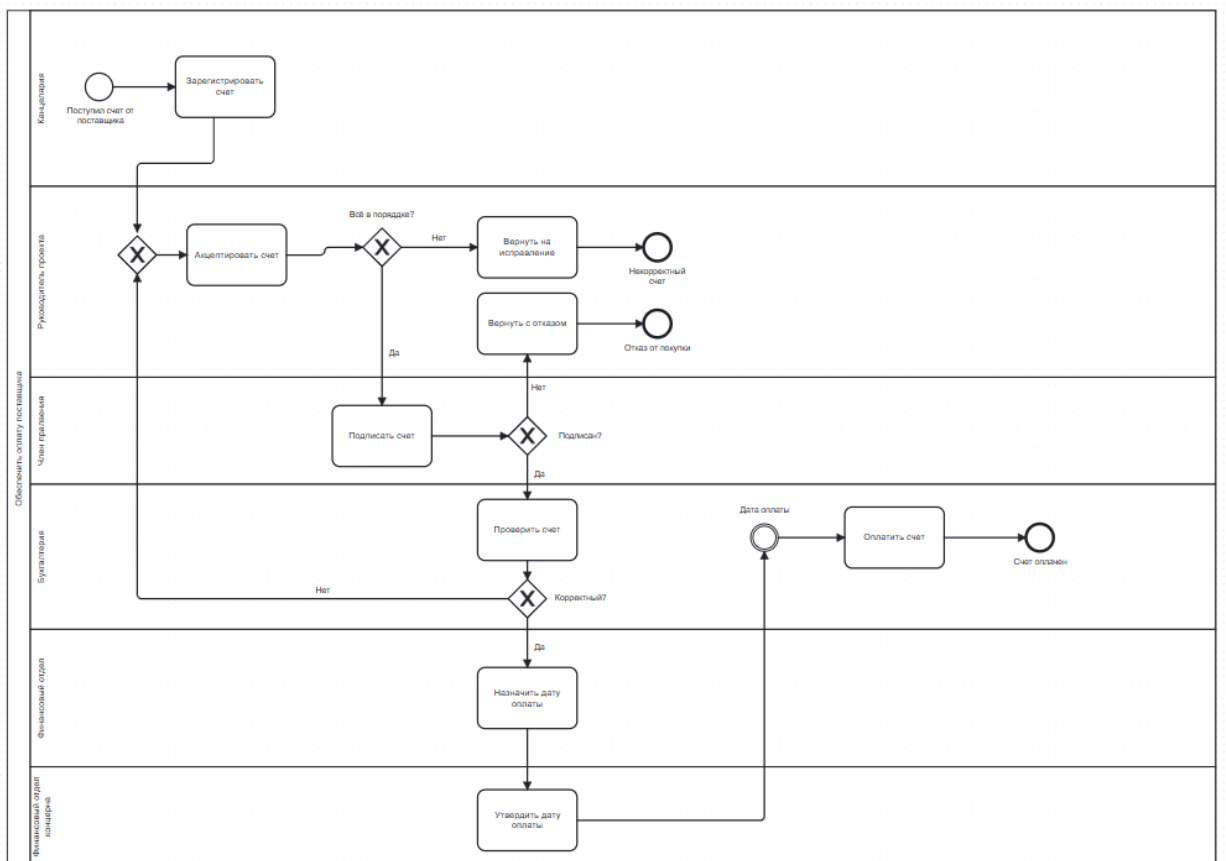 Обеспечить оплату поставщика
Канцелярия
Поступил счет от
поставщика
Зарегистрировать
счет
Руководитель проекта
Акцептировать счет
Всё в поряддке?
Нет
Вернуть на
исправление
Некорректный
счет
Вернуть с отказом
Отказ от покупки
Да
Нет
Член правления
Подписать счет
Подписан?
Да
Бухгалтерия
Проверить счет
Дата оплаты
Оплатить счет
Счет оплачен
Нет
Корректный?
Финансовый отдел
Да
Назначить дату
оплаты
Финансовый отдел
концерна
Утвердить дату
оплаты